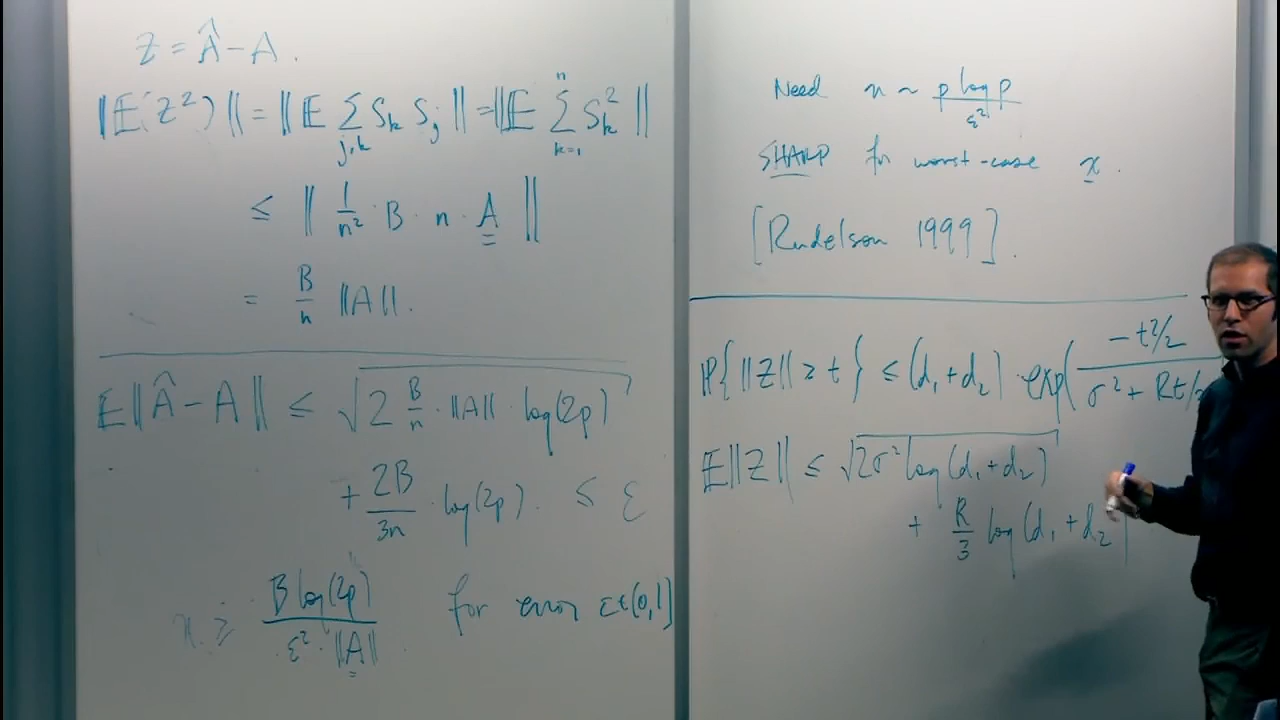 Z = Â - A.
‖E(Z²)‖ = ‖E ∑_{j,k} S_k S_j‖ = ‖E ∑_{k=1}^{n} S_k²‖
≤ ‖ 1/n² · B · n · A ‖
= B/n ‖A‖.
E‖Â - A‖ ≤ √(2 B/n · ‖A‖ · log(2p))
+ 2B/3n · log(2p). ≤ ε
n ≥ B log(2p) / ε² · ‖A‖ for error ε∈(0,1]
Need n ~ p log p / ε²
SHARP for worst-case x.
[Rudelson 1999].
P{‖Z‖ ≥ t} ≤ (d₁+d₂) · exp( -t²/2 / σ² + Rt/3
E‖Z‖ ≤ √(2σ² log(d₁+d₂))
+ R/3 log(d₁+d₂)